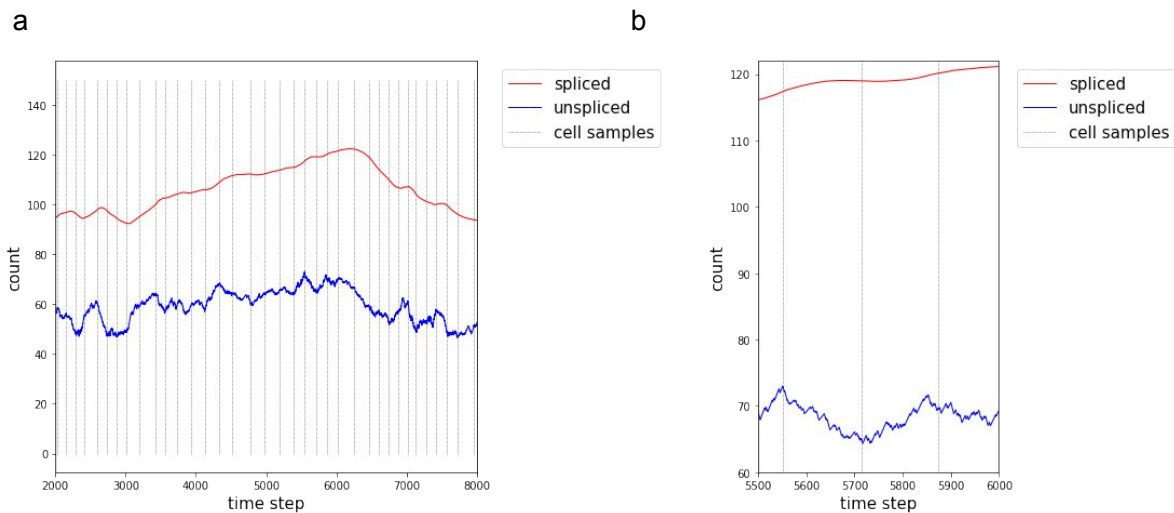 a
b
spliced
unspliced
cell samples
140
120
100
80
60
40
20
0
count
2000 3000 4000 5000 6000 7000 8000
time step
spliced
unspliced
cell samples
120
110
100
90
80
70
60
count
5500 5600 5700 5800 5900 6000
time step